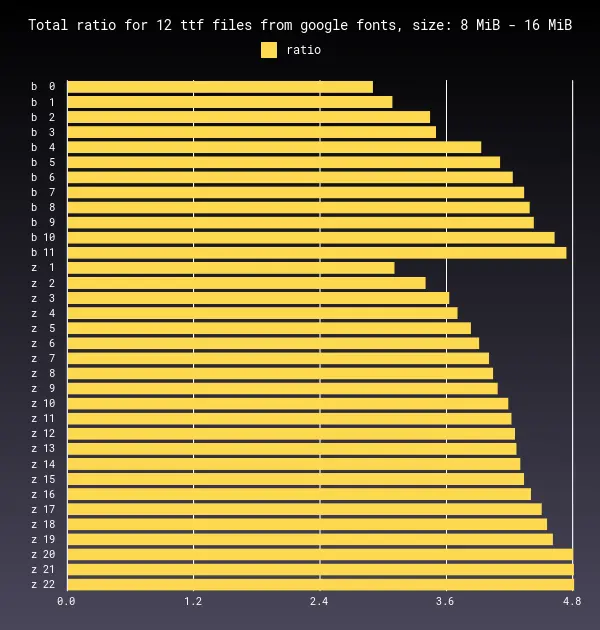 Total ratio for 12 ttf files from google fonts, size: 8 MiB - 16 MiB
ratio
b 0
b 1
b 2
b 3
b 4
b 5
b 6
b 7
b 8
b 9
b 10
b 11
z 1
z 2
z 3
z 4
z 5
z 6
z 7
z 8
z 9
z 10
z 11
z 12
z 13
z 14
z 15
z 16
z 17
z 18
z 19
z 20
z 21
z 22
0.0 1.2 2.4 3.6 4.8